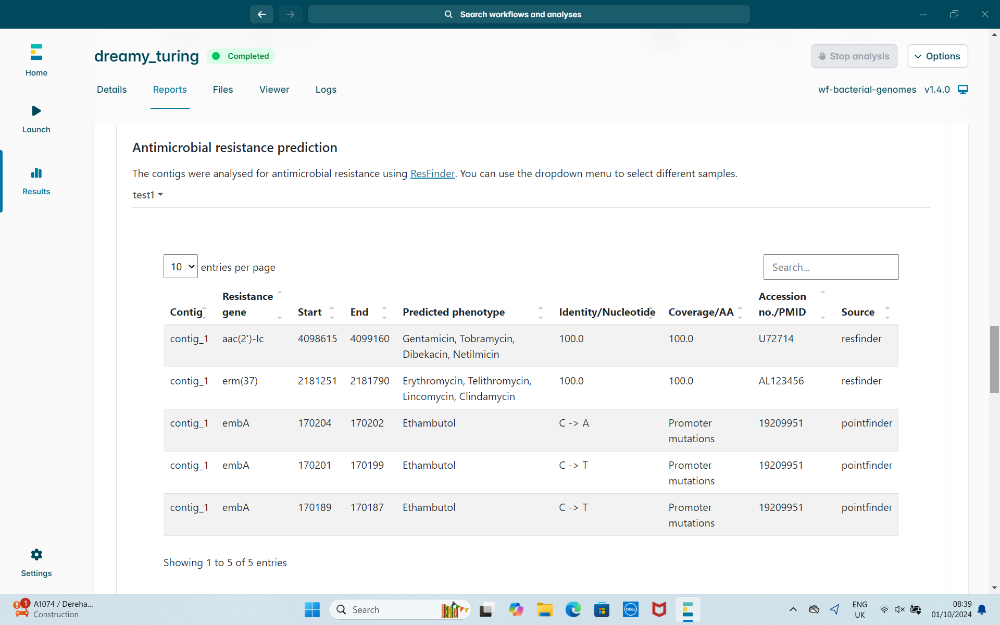 Search workflows and analyses
Home
Launch
Results
Settings
dreamy_turing
Completed
Stop analysis
Options
Details
Reports
Files
Viewer
Logs
wf-bacterial-genomes v1.4.0
Antimicrobial resistance prediction
The contigs were analysed for antimicrobial resistance using ResFinder. You can use the dropdown menu to select different samples.
test1
10 entries per page
Search...
Contig Resistance gene Start End Predicted phenotype Identity/Nucleotide Coverage/AA Accession no./PMID Source
contig_1 aac(2')-Ic 4098615 4099160 Gentamicin, Tobramycin, 100.0 100.0 U72714 resfinder
Dibekacin, Netilmicin
contig_1 erm(37) 2181251 2181790 Erythromycin, Telithromycin, 100.0 100.0 AL123456 resfinder
Lincomycin, Clindamycin
contig_1 embA 170204 170202 Ethambutol C -> A Promoter 19209951 pointfinder
mutations
contig_1 embA 170201 170199 Ethambutol C -> T Promoter 19209951 pointfinder
mutations
contig_1 embA 170189 170187 Ethambutol C -> T Promoter 19209951 pointfinder
mutations
Showing 1 to 5 of 5 entries
1
A1074 / Dereha...
Construction
Search
DELL
ENG
UK
08:39
01/10/2024